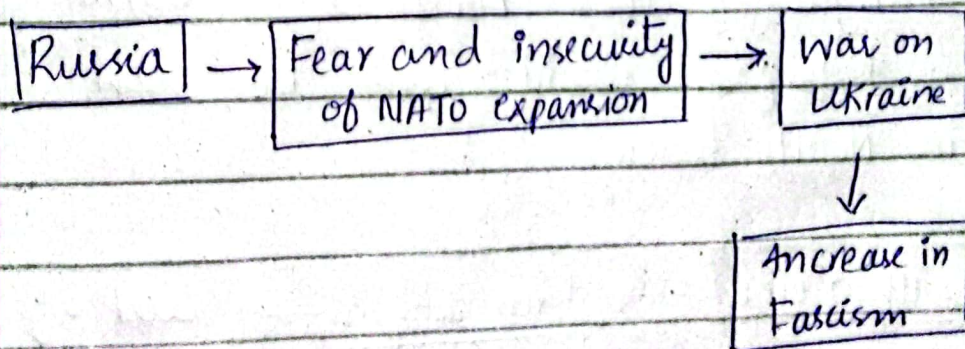 Russia → Fear and insecurity → War on
of NATO expansion Ukraine
↓
Increase in
Fascism